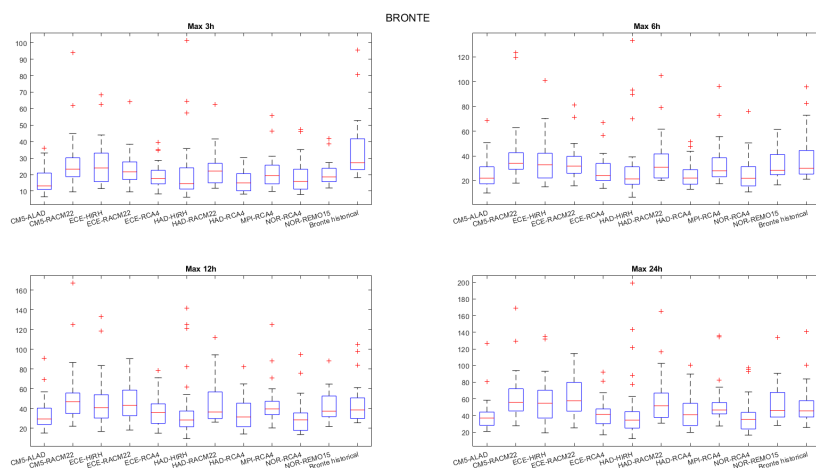 BRONTE
Max 3h
100
90
80
70
60
50
40
30
20
10
CM5-ALAD
CM5-RACM22
ECE-HIRH
ECE-RACM22
ECE-RCA4
HAD-HIRH
HAD-RACM22
HAD-RCA4
MPI-RCA4
NOR-RCA4
NOR-REMO15
Bronte historical
Max 6h
120
100
80
60
40
20
CM5-ALAD
CM5-RACM22
ECE-HIRH
ECE-RACM22
ECE-RCA4
HAD-HIRH
HAD-RACM22
HAD-RCA4
MPI-RCA4
NOR-RCA4
NOR-REMO15
Bronte historical
Max 12h
160
140
120
100
80
60
40
20
CM5-ALAD
CM5-RACM22
ECE-HIRH
ECE-RACM22
ECE-RCA4
HAD-HIRH
HAD-RACM22
HAD-RCA4
MPI-RCA4
NOR-RCA4
NOR-REMO15
Bronte historical
Max 24h
200
180
160
140
120
100
80
60
40
20
CM5-ALAD
CM5-RACM22
ECE-HIRH
ECE-RACM22
ECE-RCA4
HAD-HIRH
HAD-RACM22
HAD-RCA4
MPI-RCA4
NOR-RCA4
NOR-REMO15
Bronte historical